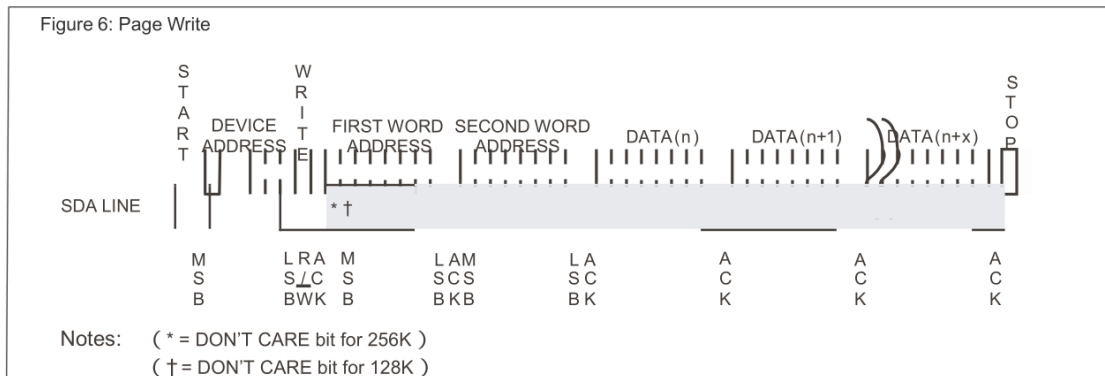 Figure 6: Page Write
START
WRITE
STOP
DEVICE
ADDRESS
FIRST WORD
ADDRESS
SECOND WORD
ADDRESS
DATA(n)
DATA(n+1)
DATA(n+x)
SDA LINE
* †
MSB
LSB
R/W
ACK
MSB
LSB
ACK
MSB
LSB
ACK
ACK
ACK
ACK
Notes: ( * = DON'T CARE bit for 256K )
( † = DON'T CARE bit for 128K )